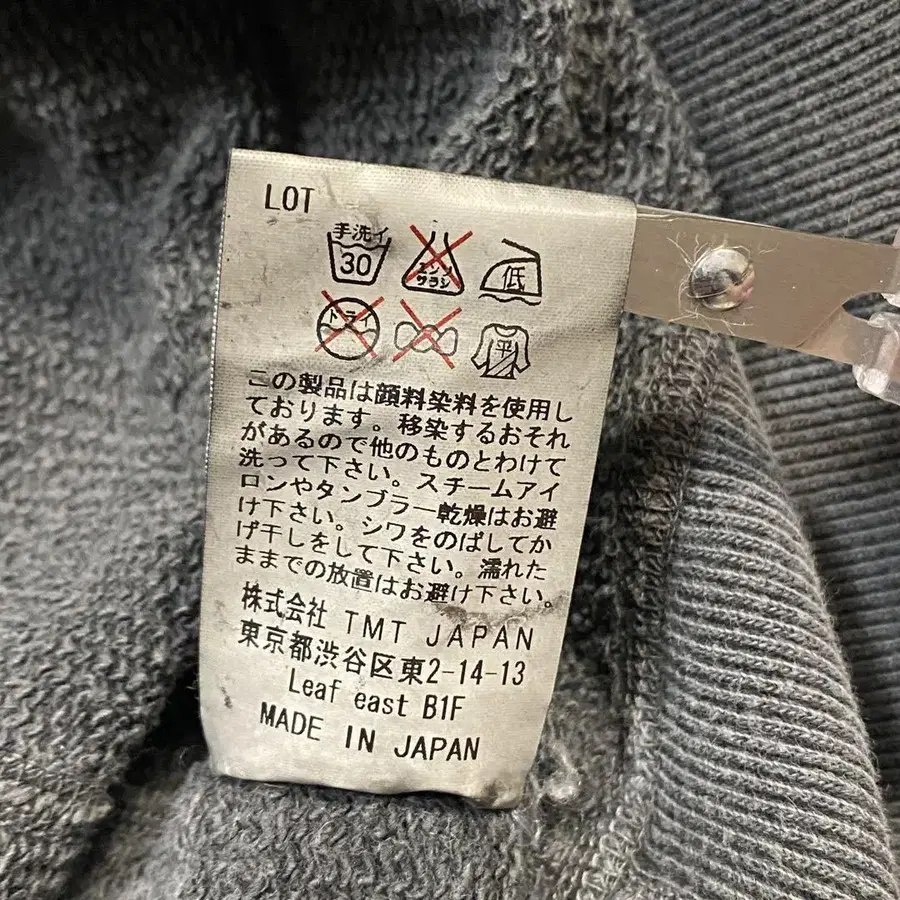 LOT
手洗イ
30
エンソ
サラシ
低
ドライ
平
この製品は顔料染料を使用し
ております。移染するおそれ
があるので他のものとわけて
洗って下さい。スチームアイ
ロンやタンブラー乾燥はお避
け下さい。シワをのばしてか
げ干しをして下さい。濡れた
ままでの放置はお避け下さい。
株式会社 TMT JAPAN
東京都渋谷区東2-14-13
Leaf east B1F
MADE IN JAPAN